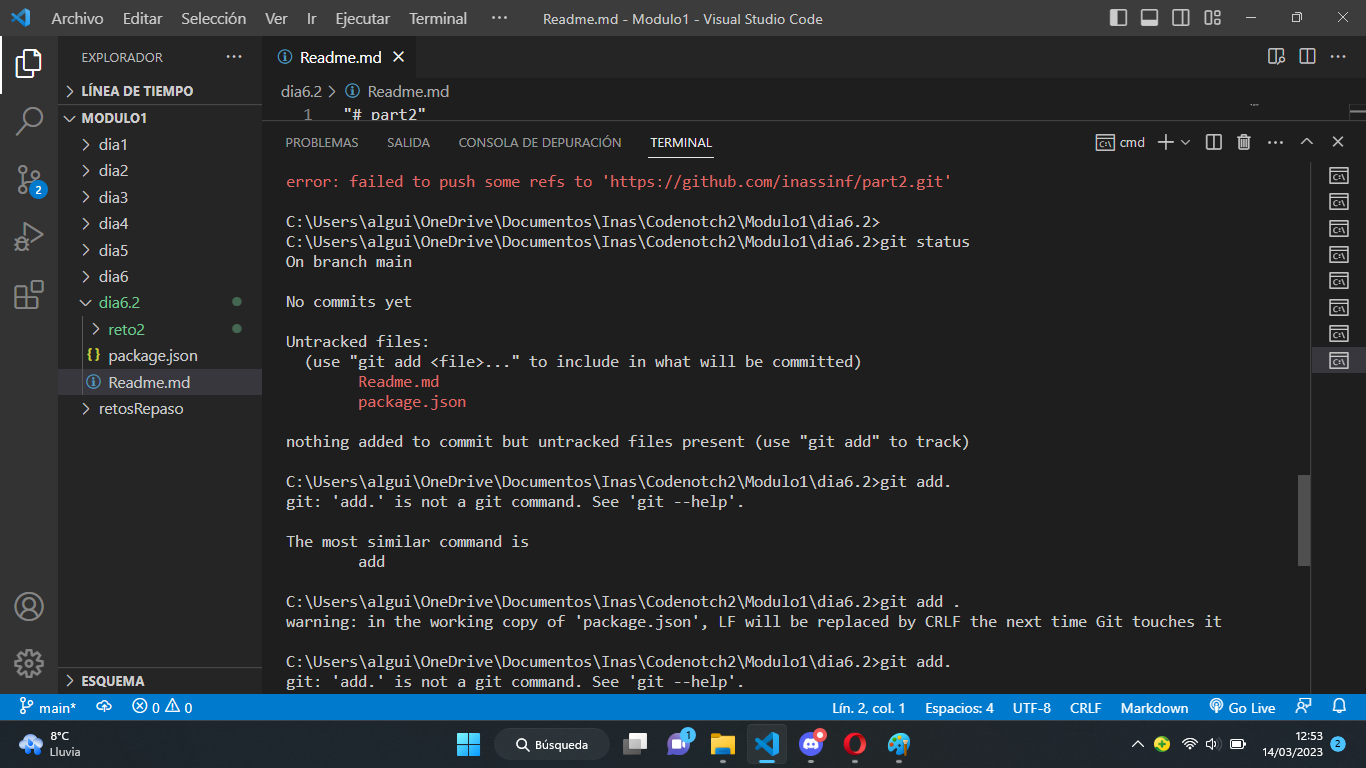 Archivo Editar Selección Ver Ir Ejecutar Terminal ··· Readme.md - Modulo1 - Visual Studio Code
EXPLORADOR ··· Readme.md
LÍNEA DE TIEMPO
dia6.2 > Readme.md
1 "# part2"
MODULO1
dia1
dia2
dia3
dia4
dia5
dia6
dia6.2
reto2
package.json
Readme.md
retosRepaso
ESQUEMA
2
PROBLEMAS SALIDA CONSOLA DE DEPURACIÓN TERMINAL cmd
error: failed to push some refs to 'https://github.com/inassinf/part2.git'
C:\Users\algui\OneDrive\Documentos\Inas\Codenotch2\Modulo1\dia6.2>
C:\Users\algui\OneDrive\Documentos\Inas\Codenotch2\Modulo1\dia6.2>git status
On branch main
No commits yet
Untracked files:
(use "git add <file>..." to include in what will be committed)
Readme.md
package.json
nothing added to commit but untracked files present (use "git add" to track)
C:\Users\algui\OneDrive\Documentos\Inas\Codenotch2\Modulo1\dia6.2>git add.
git: 'add.' is not a git command. See 'git --help'.
The most similar command is
add
C:\Users\algui\OneDrive\Documentos\Inas\Codenotch2\Modulo1\dia6.2>git add .
warning: in the working copy of 'package.json', LF will be replaced by CRLF the next time Git touches it
C:\Users\algui\OneDrive\Documentos\Inas\Codenotch2\Modulo1\dia6.2>git add.
git: 'add.' is not a git command. See 'git --help'.
main* 0 0 Lín. 2, col. 1 Espacios: 4 UTF-8 CRLF Markdown Go Live
8°C
Lluvia
Búsqueda
1
12:53
14/03/2023
2